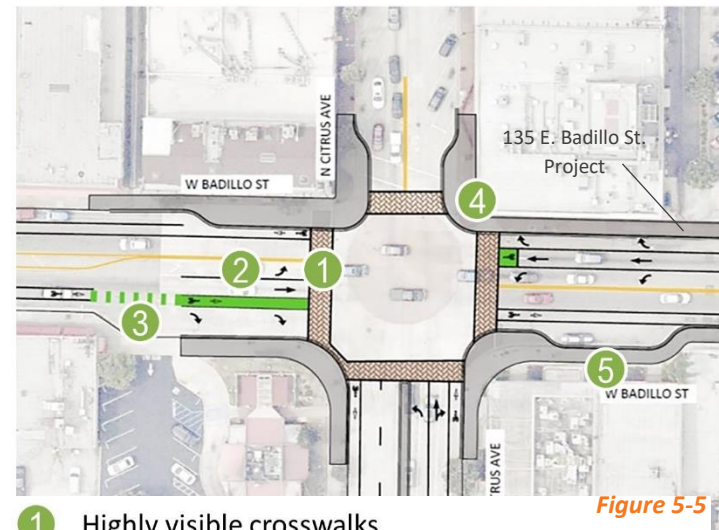 N CITRUS AVE
135 E. Badillo St.
Project
W BADILLO ST
4
2
1
3
5
W BADILLO ST
RUS AVE
Figure 5-5
1 Highly visible crosswalks